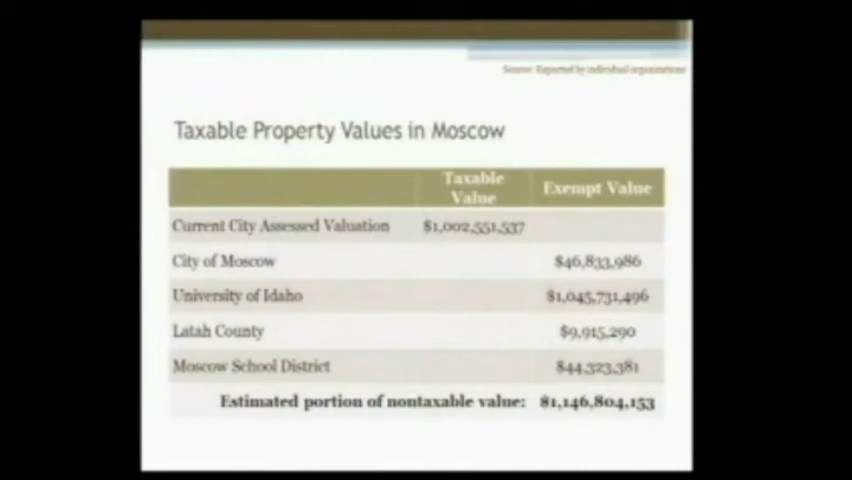 Source: Reported by individual organizations
Taxable Property Values in Moscow
Taxable Value Exempt Value
Current City Assessed Valuation $1,002,551,537
City of Moscow $46,833,986
University of Idaho $1,045,731,496
Latah County $9,915,290
Moscow School District $44,323,381
Estimated portion of nontaxable value: $1,146,804,153